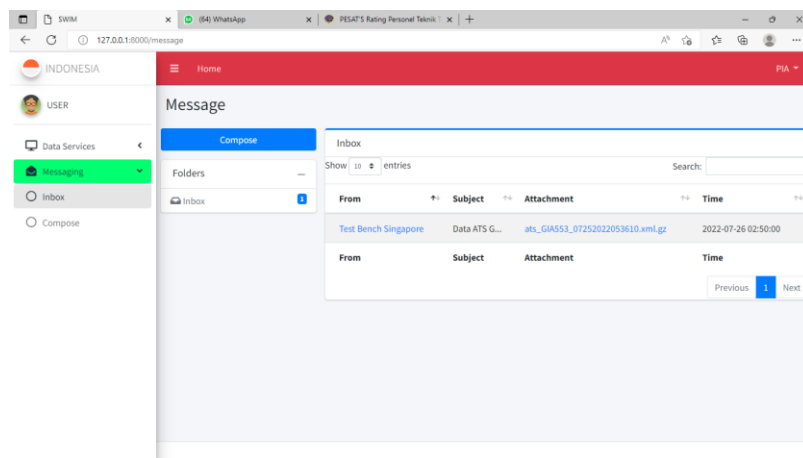 SWIM
(64) WhatsApp
PESAT'S Rating Personel Teknik
127.0.0.1:8000/message
INDONESIA
Home
PIA
USER
Message
Data Services
Messaging
Inbox
Compose
Compose
Folders
Inbox 1
Inbox
Show 10 entries
Search:
From Subject Attachment Time
Test Bench Singapore Data ATS G... ats_GIA553_07252022053610.xml.gz 2022-07-26 02:50:00
From Subject Attachment Time
Previous 1 Next